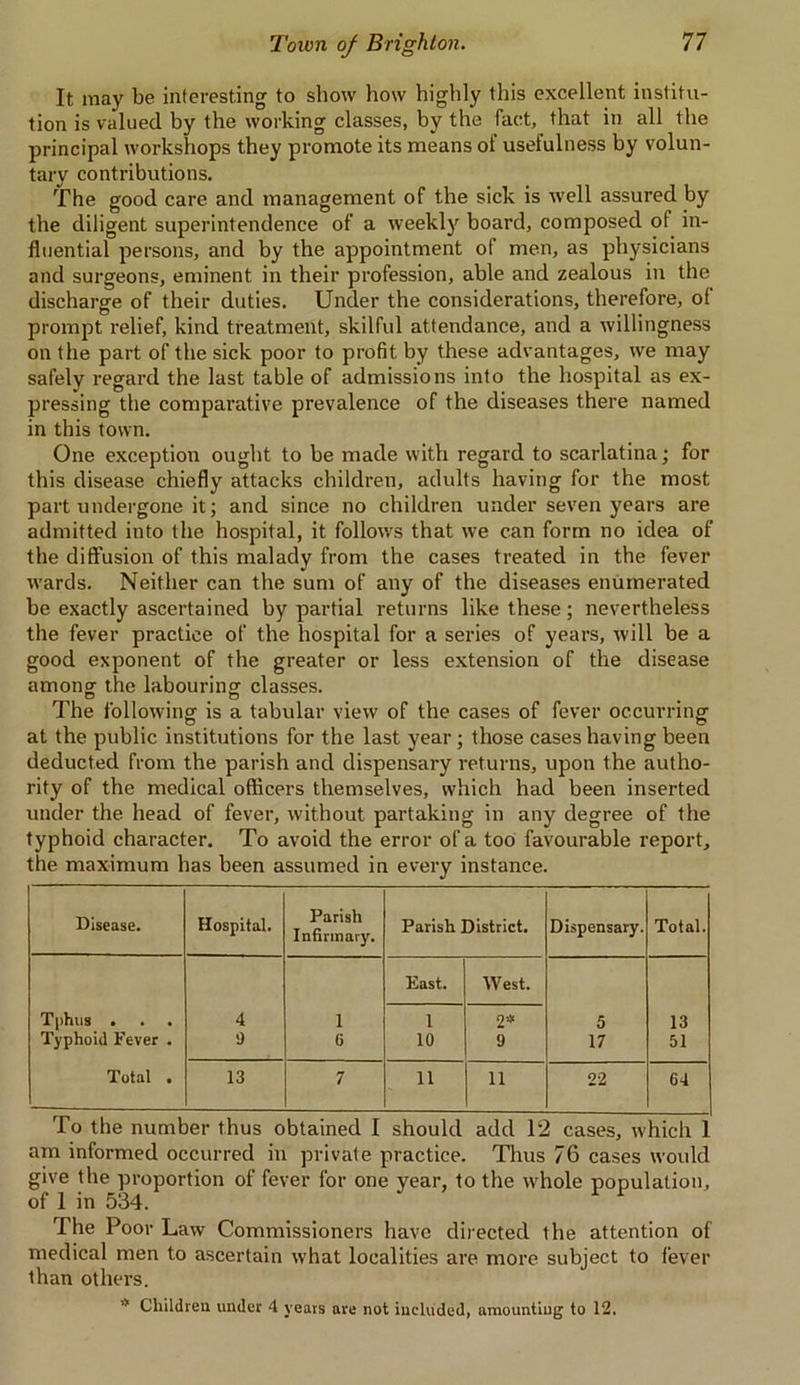 Town of Brighton. 77
It may be interesting to show how highly this excellent institu-
tion is valued by the working classes, by the fact, that in all the
principal workshops they promote its means of usefulness by volun-
tary contributions.
The good care and management of the sick is well assured by
the diligent superintendence of a weekly board, composed of in-
fluential persons, and by the appointment of men, as physicians
and surgeons, eminent in their profession, able and zealous in the
discharge of their duties. Under the considerations, therefore, of
prompt relief, kind treatment, skilful attendance, and a willingness
on the part of the sick poor to profit by these advantages, we may
safely regard the last table of admissions into the hospital as ex-
pressing the comparative prevalence of the diseases there named
in this town.
One exception ought to be made with regard to scarlatina; for
this disease chiefly attacks children, adults having for the most
part undergone it; and since no children under seven years are
admitted into the hospital, it follows that we can form no idea of
the diffusion of this malady from the cases treated in the fever
wards. Neither can the sum of any of the diseases enumerated
be exactly ascertained by partial returns like these; nevertheless
the fever practice of the hospital for a series of years, will be a
good exponent of the greater or less extension of the disease
among the labouring classes.
The following is a tabular view of the cases of fever occurring
at the public institutions for the last year; those cases having been
deducted from the parish and dispensary returns, upon the autho-
rity of the medical officers themselves, which had been inserted
under the head of fever, without partaking in any degree of the
typhoid character. To avoid the error of a too favourable report,
the maximum has been assumed in every instance.
Disease. Hospital. Parish Infirmary. Parish District. Dispensary. Total.
East. West.
Tphus . . . 4 1 1 2* 5 13
Typhoid Fever . 9 6 10 9 17 51
Total . 13 7 11 11 22 64
To the number thus obtained I should add 12 cases, which I
am informed occurred in private practice. Thus 76 cases would
give the proportion of fever for one year, to the whole population,
of 1 in 534.
The Poor Law Commissioners have directed the attention of
medical men to ascertain what localities are more subject to fever
than others.
* Children under 4 years are not included, amounting to 12.